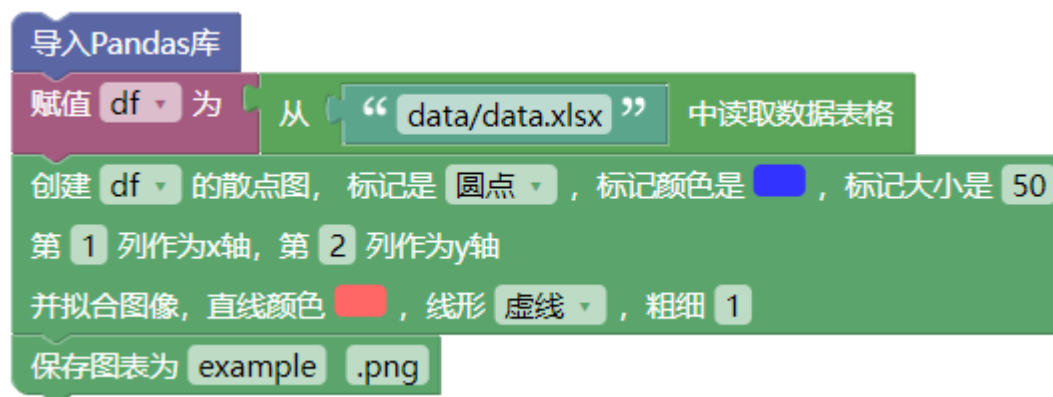 导入Pandas库
赋值 df 为 从 “ data/data.xlsx ” 中读取数据表格
创建 df 的散点图， 标记是 圆点 ，标记颜色是 ，标记大小是 50
第 1 列作为x轴，第 2 列作为y轴
并拟合图像，直线颜色 ，线形 虚线 ，粗细 1
保存图表为 example .png